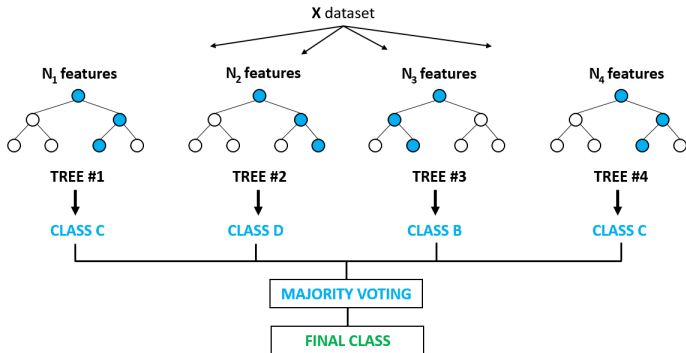 X dataset
N₁ features
N₂ features
N₃ features
N₄ features
TREE #1
TREE #2
TREE #3
TREE #4
CLASS C
CLASS D
CLASS B
CLASS C
MAJORITY VOTING
FINAL CLASS